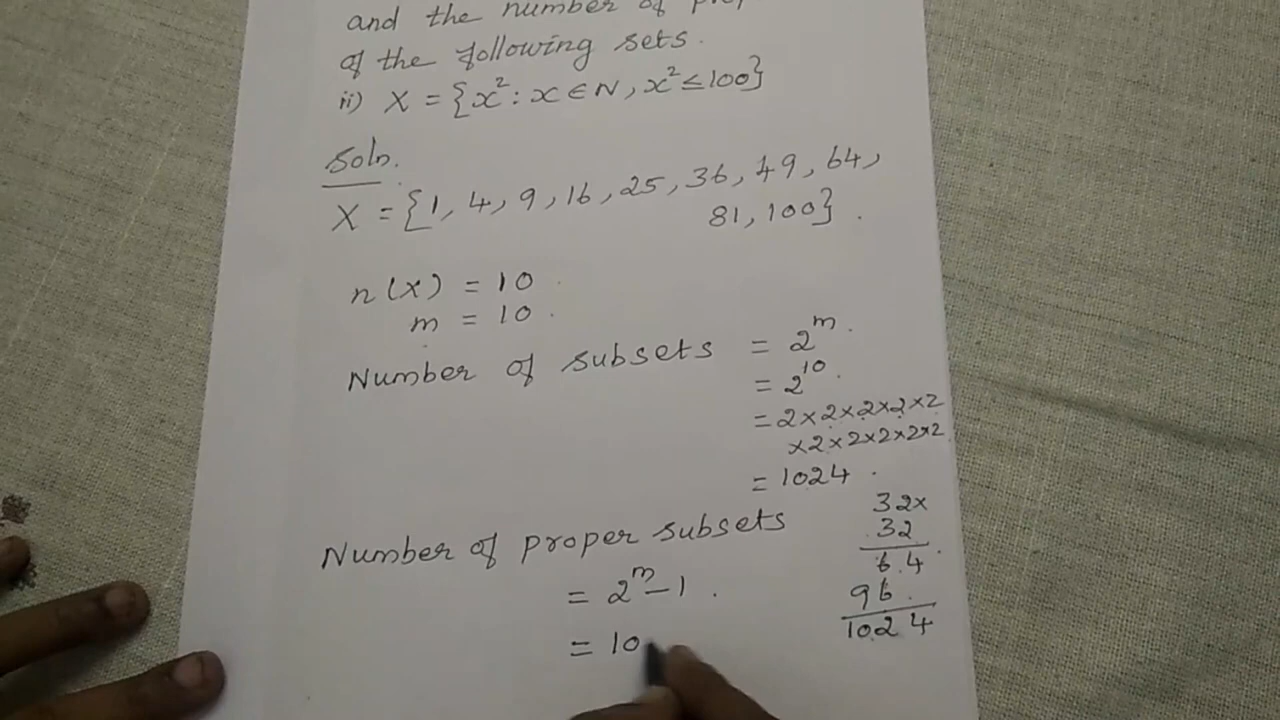 and the number of
of the following sets.
ii) X = {x²: x ∈ N, x² ≤ 100}
Soln.
X = {1, 4, 9, 16, 25, 36, 49, 64,
81, 100}.
n(X) = 10
m = 10.
Number of subsets = 2^m.
= 2^10.
= 2×2×2×2×2
×2×2×2×2×2
= 1024.
Number of proper subsets
= 2^m - 1.
= 10
32×
32
64
96
1024